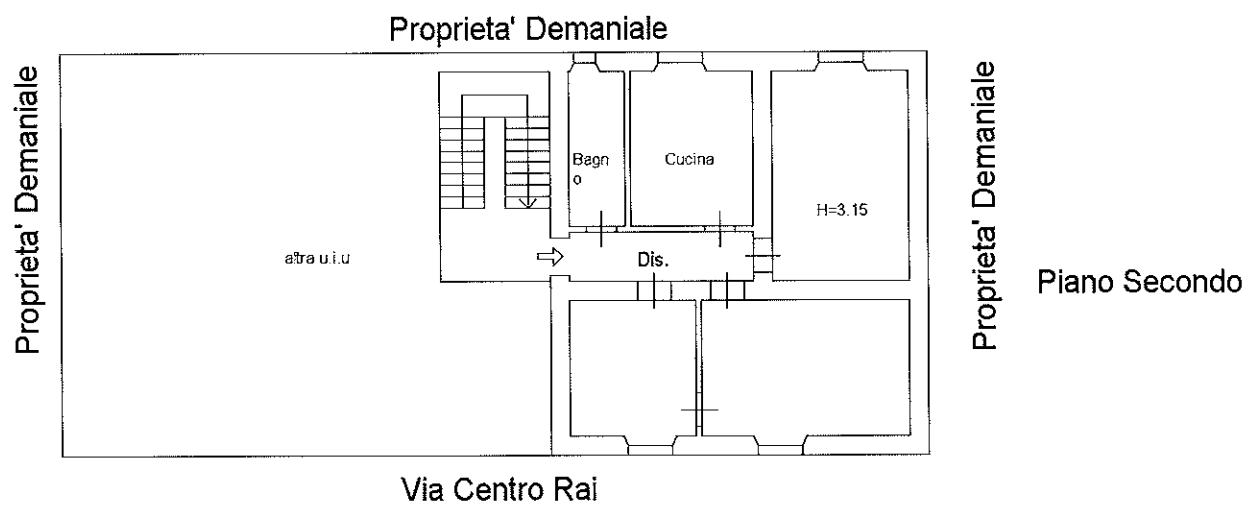 Proprieta' Demaniale
Proprieta' Demaniale
Bagn
o
Cucina
H=3.15
altra u.i.u
Dis.
Proprieta' Demaniale
Piano Secondo
Via Centro Rai